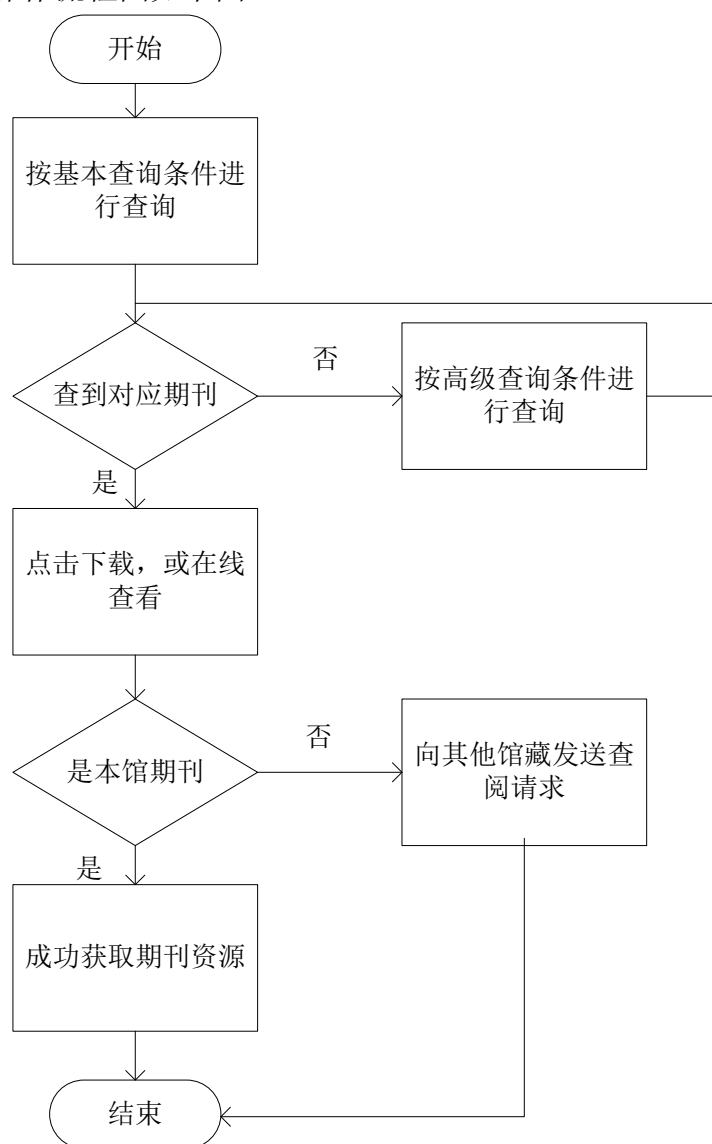 开始
按基本查询条件进
行查询
否
查到对应期刊
按高级查询条件进
行查询
是
点击下载，或在线
查看
否
是本馆期刊
向其他馆藏发送查
阅请求
是
成功获取期刊资源
结束